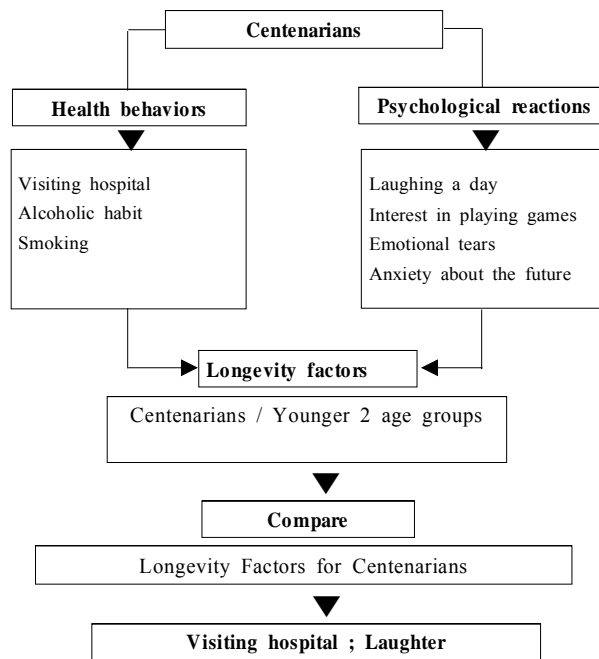 Centenarians
Health behaviors
Visiting hospital
Alcoholic habit
Smoking
Psychological reactions
Laughing a day
Interest in playing games
Emotional tears
Anxiety about the future
Longevity factors
Centenarians / Younger 2 age groups
Compare
Longevity Factors for Centenarians
Visiting hospital ; Laughter